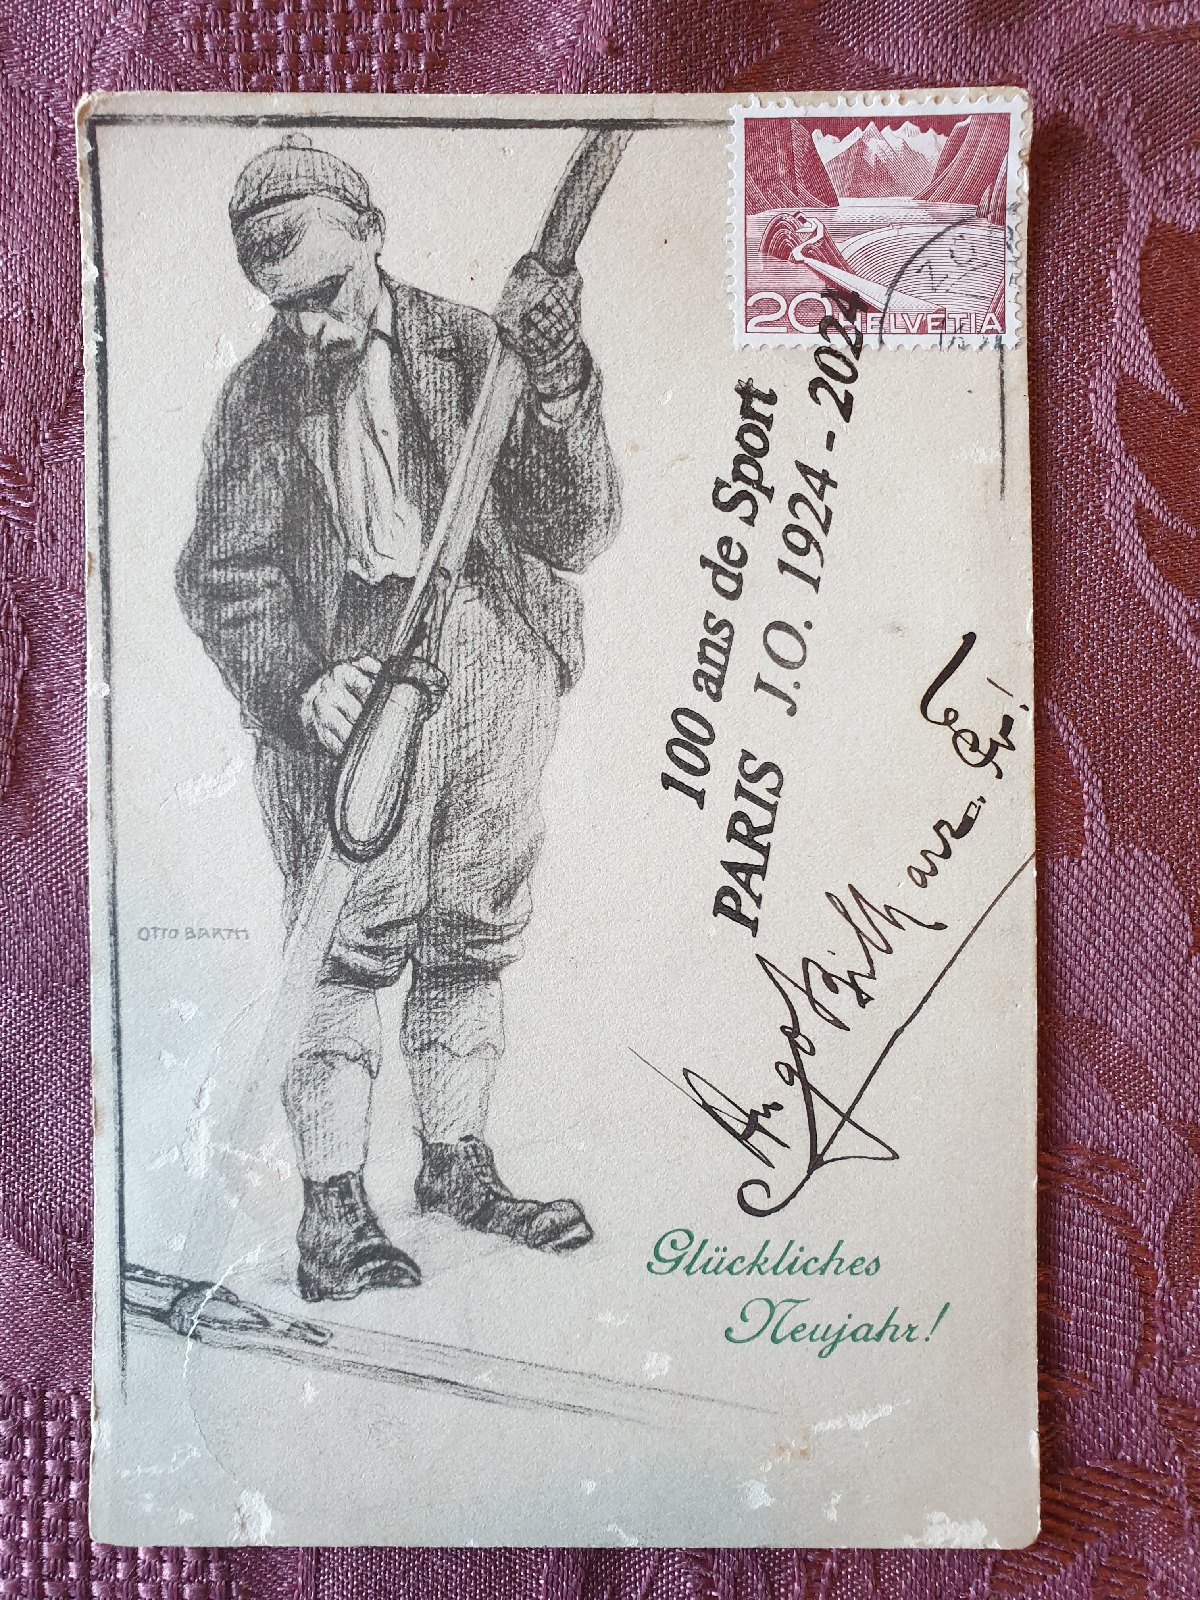 20 HELVETIA
100 ans de Sport
PARIS J.O. 1924 - 2024
OTTO BARTH
Glückliches
Neujahr!